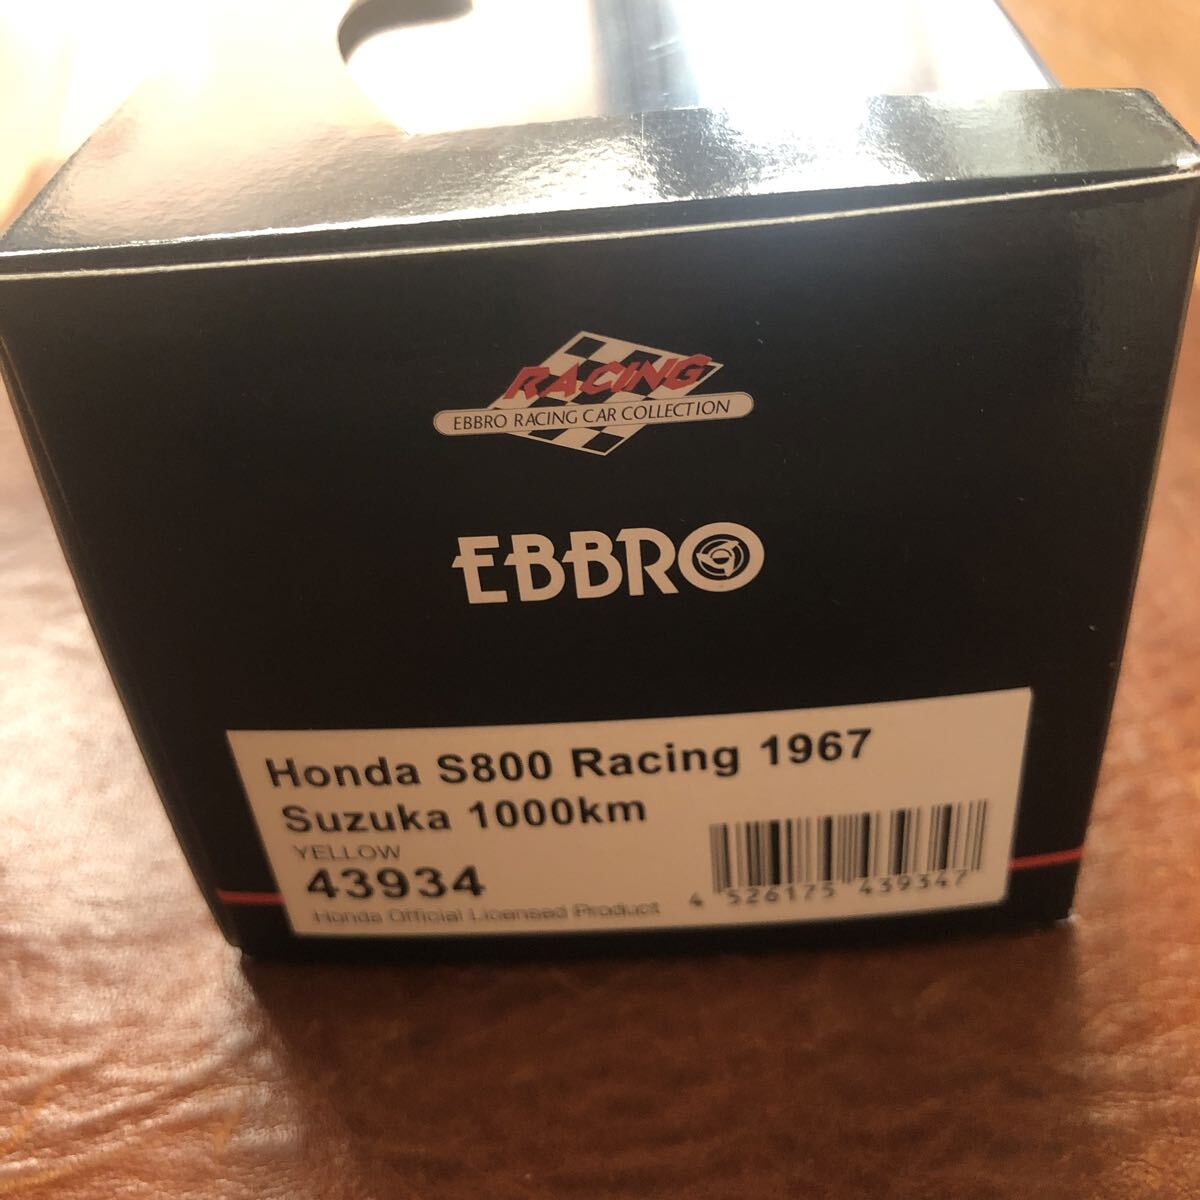 RACING
EBBRO RACING CAR COLLECTION
EBBRO
Honda S800 Racing 1967
Suzuka 1000km
YELLOW
43934
Honda Official Licensed Product
4 526175 439347